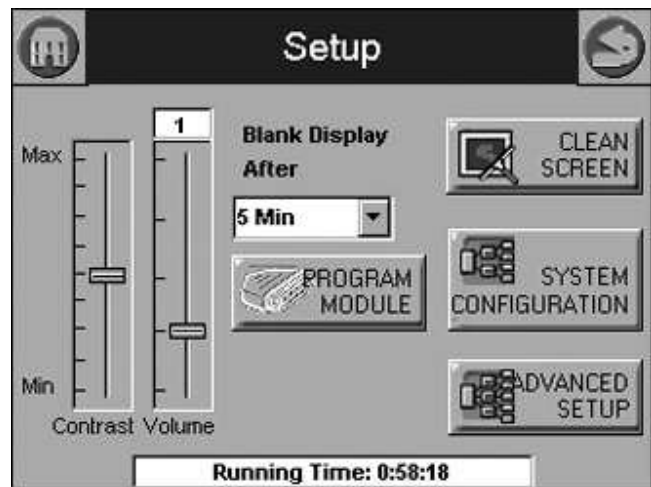 Setup
1
Max
Min
Contrast Volume
Blank Display
After
5 Min
PROGRAM
MODULE
CLEAN
SCREEN
SYSTEM
CONFIGURATION
ADVANCED
SETUP
Running Time: 0:58:18